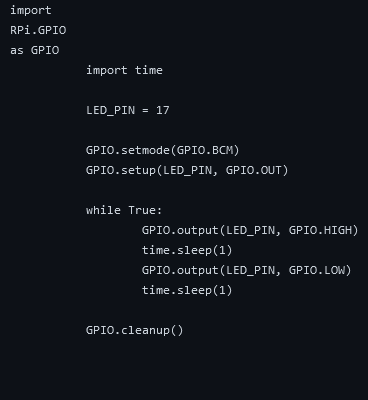 import
RPi.GPIO
as GPIO
import time
LED_PIN = 17
GPIO.setmode(GPIO.BCM)
GPIO.setup(LED_PIN, GPIO.OUT)
while True:
GPIO.output(LED_PIN, GPIO.HIGH)
time.sleep(1)
GPIO.output(LED_PIN, GPIO.LOW)
time.sleep(1)
GPIO.cleanup()